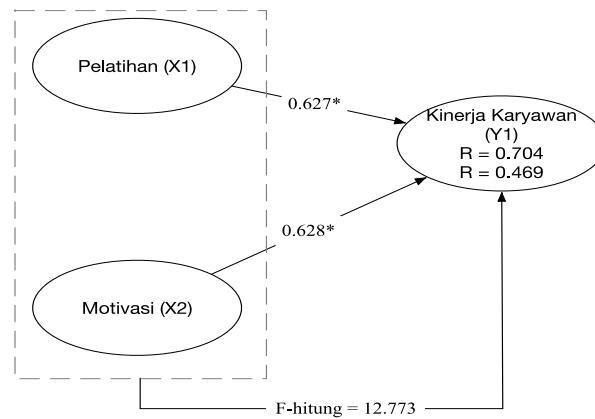 Pelatihan (X1)
0.627*
Kinerja Karyawan
(Y1)
R = 0.704
R = 0.469
0.628*
Motivasi (X2)
F-hitung = 12.773